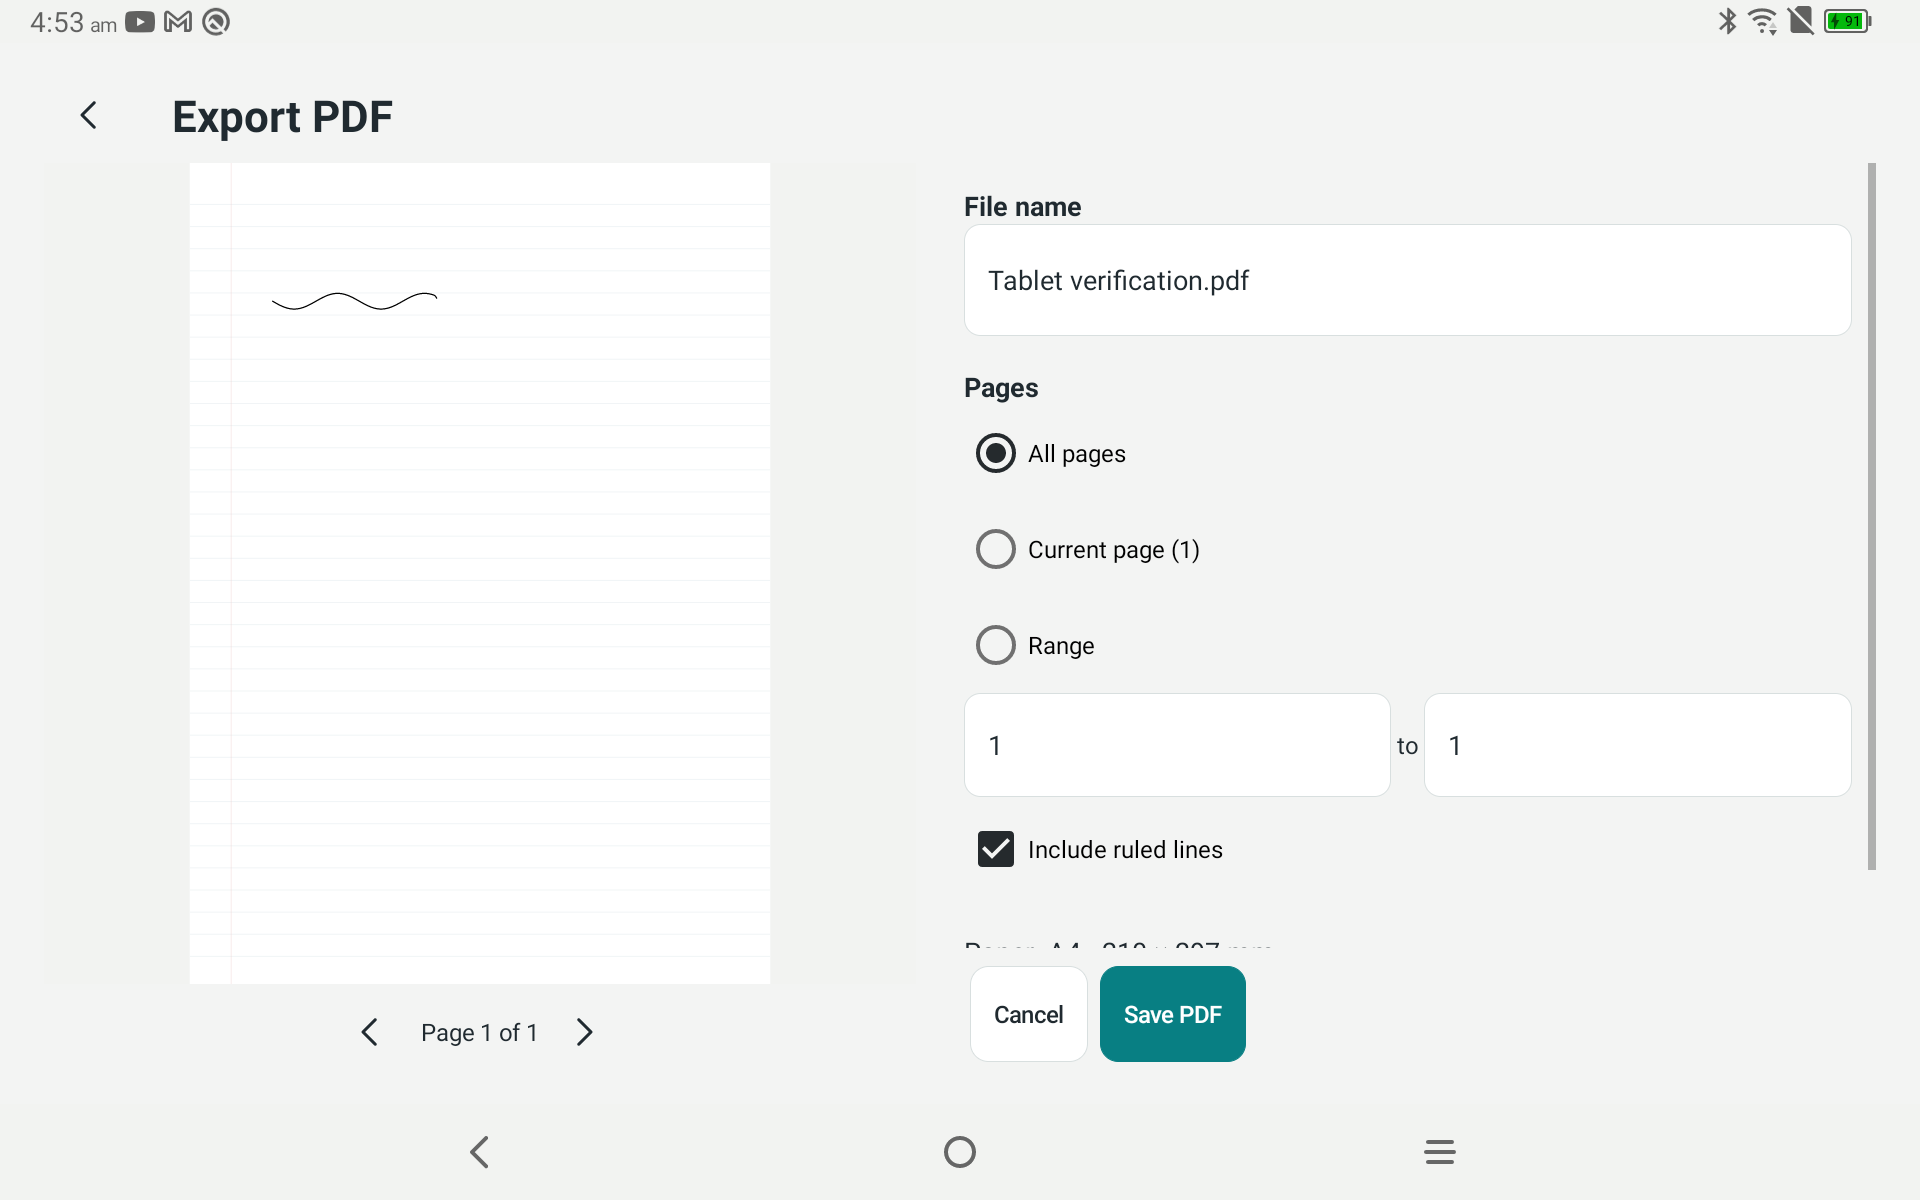 4:53 am
91
Export PDF
File name
Tablet verification.pdf
Pages
All pages
Current page (1)
Range
1 to 1
Include ruled lines
Cancel
Save PDF
Page 1 of 1